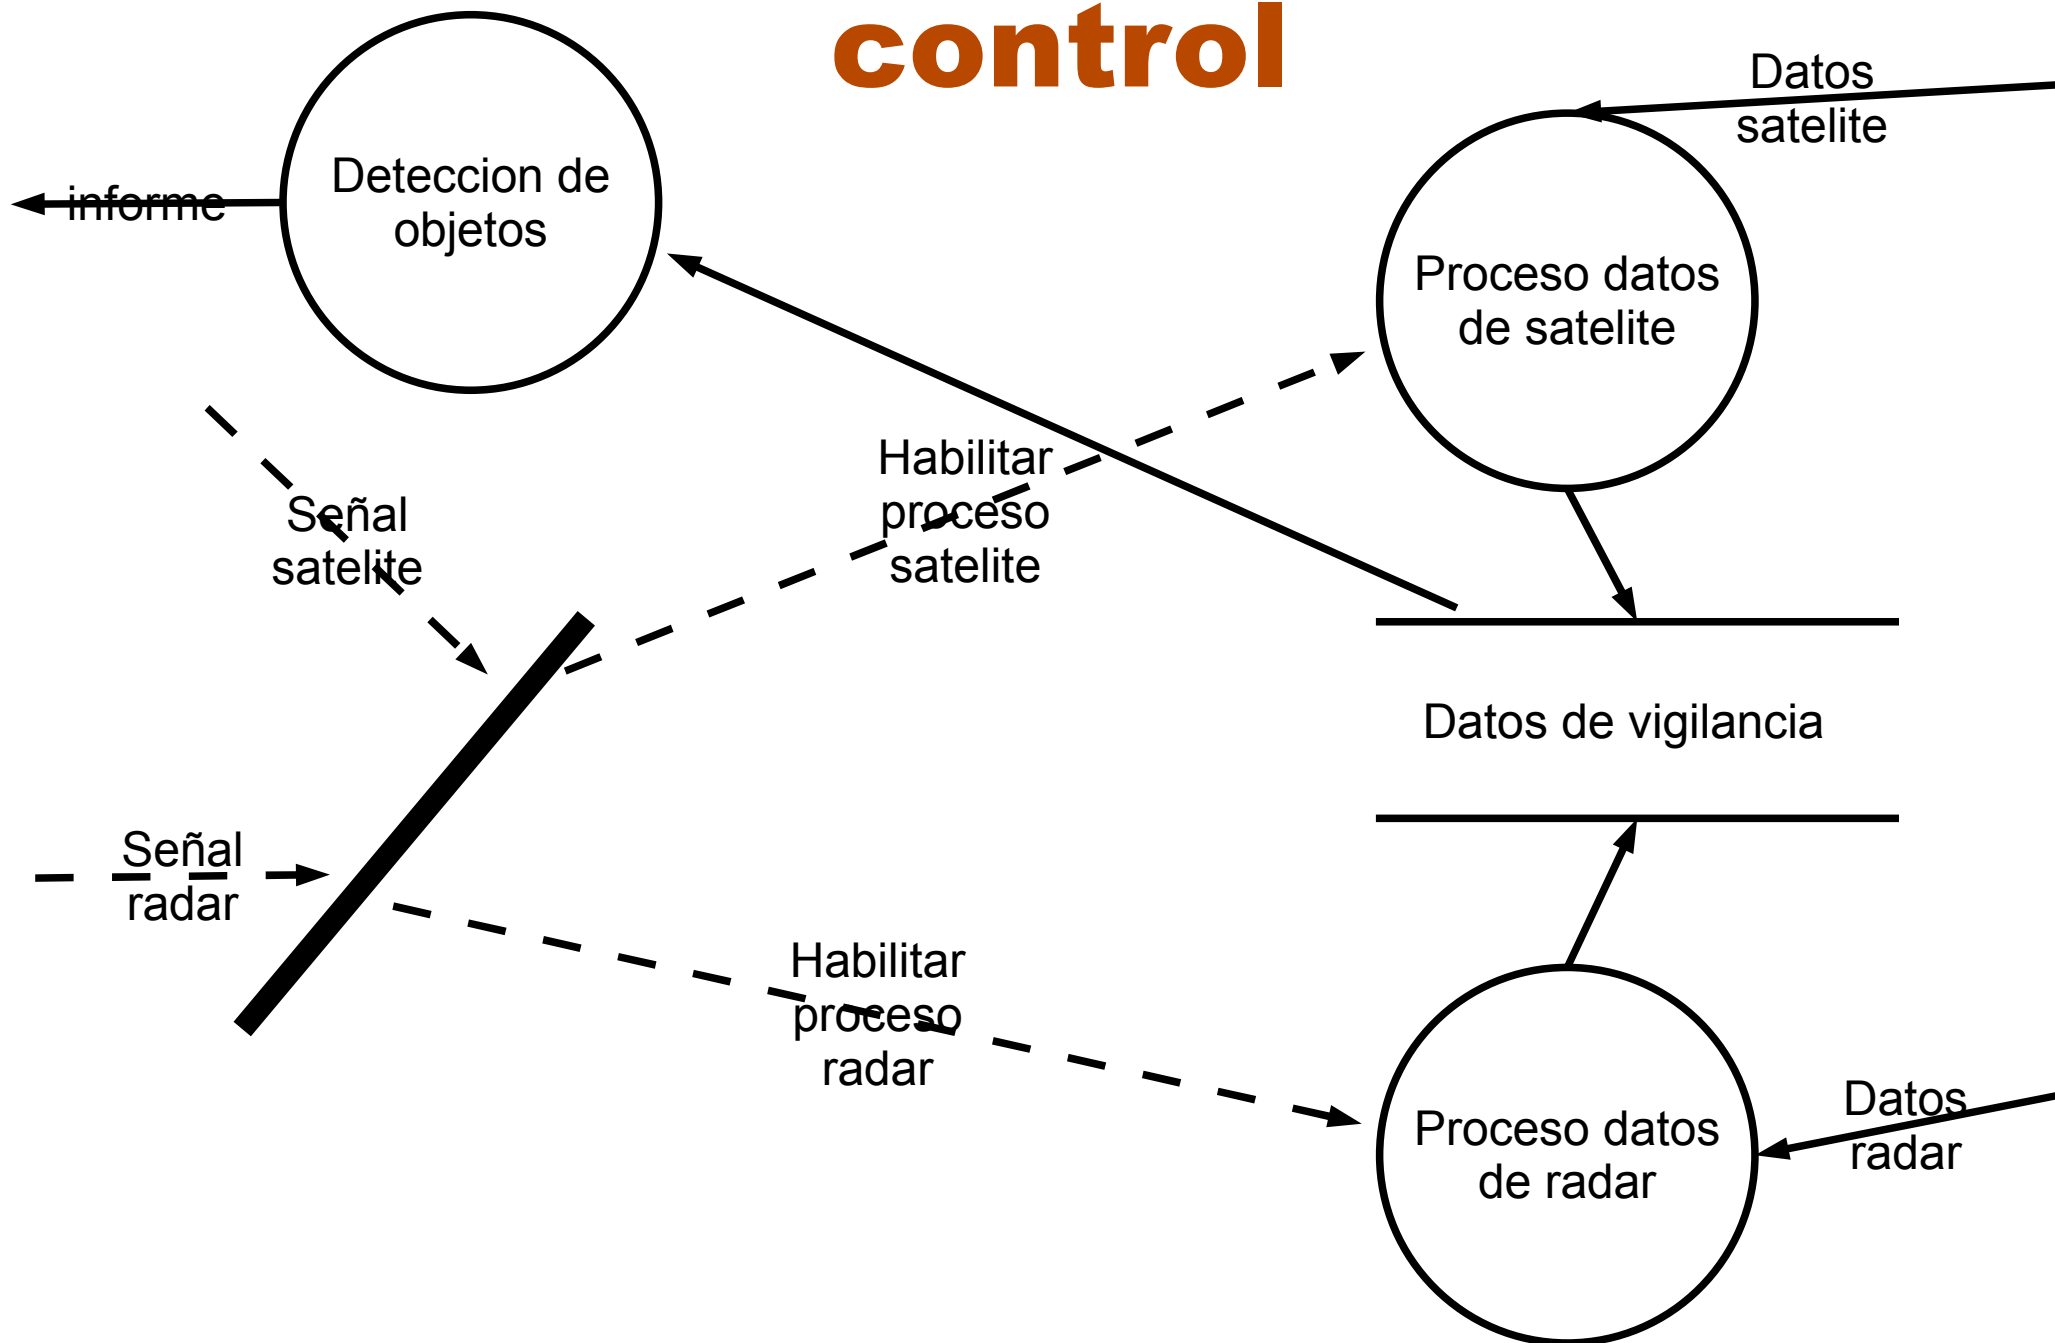 control
Datos
satelite
Deteccion de
objetos
informe
Proceso datos
de satelite
Habilitar
proceso
satelite
Señal
satelite
Datos de vigilancia
Señal
radar
Habilitar
proceso
radar
Proceso datos
de radar
Datos
radar